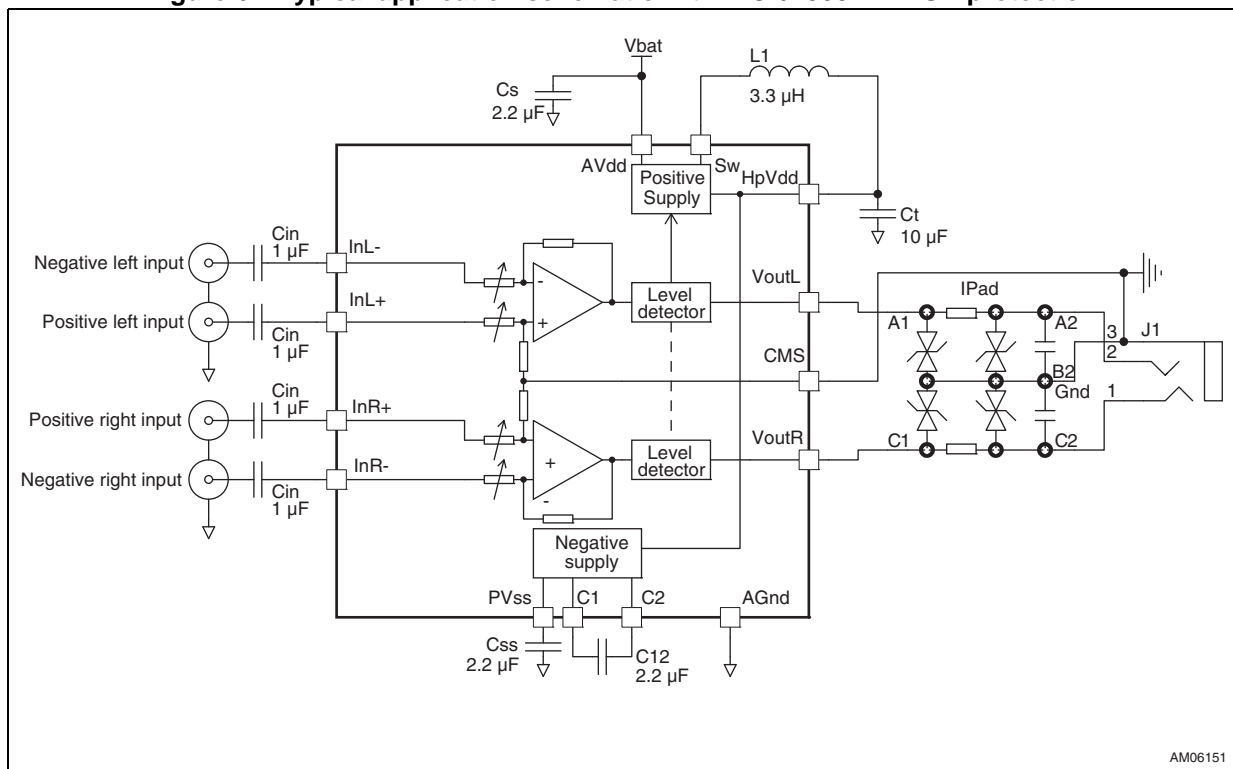 Vbat
L1
3.3 µH
Cs
2.2 µF
AVdd
Sw
HpVdd
Positive
Supply
Ct
10 µF
Cin
1 µF
InL-
Negative left input
VoutL
Level
detector
-
+
InL+
Positive left input
Cin
1 µF
IPad
A1
A2
3
J1
2
CMS
B2
Gnd
1
Cin
1 µF
InR+
Positive right input
VoutR
C1
C2
Level
detector
+
-
InR-
Negative right input
Cin
1 µF
Negative
supply
PVss
C1
C2
AGnd
Css
2.2 µF
C12
2.2 µF
AM06151